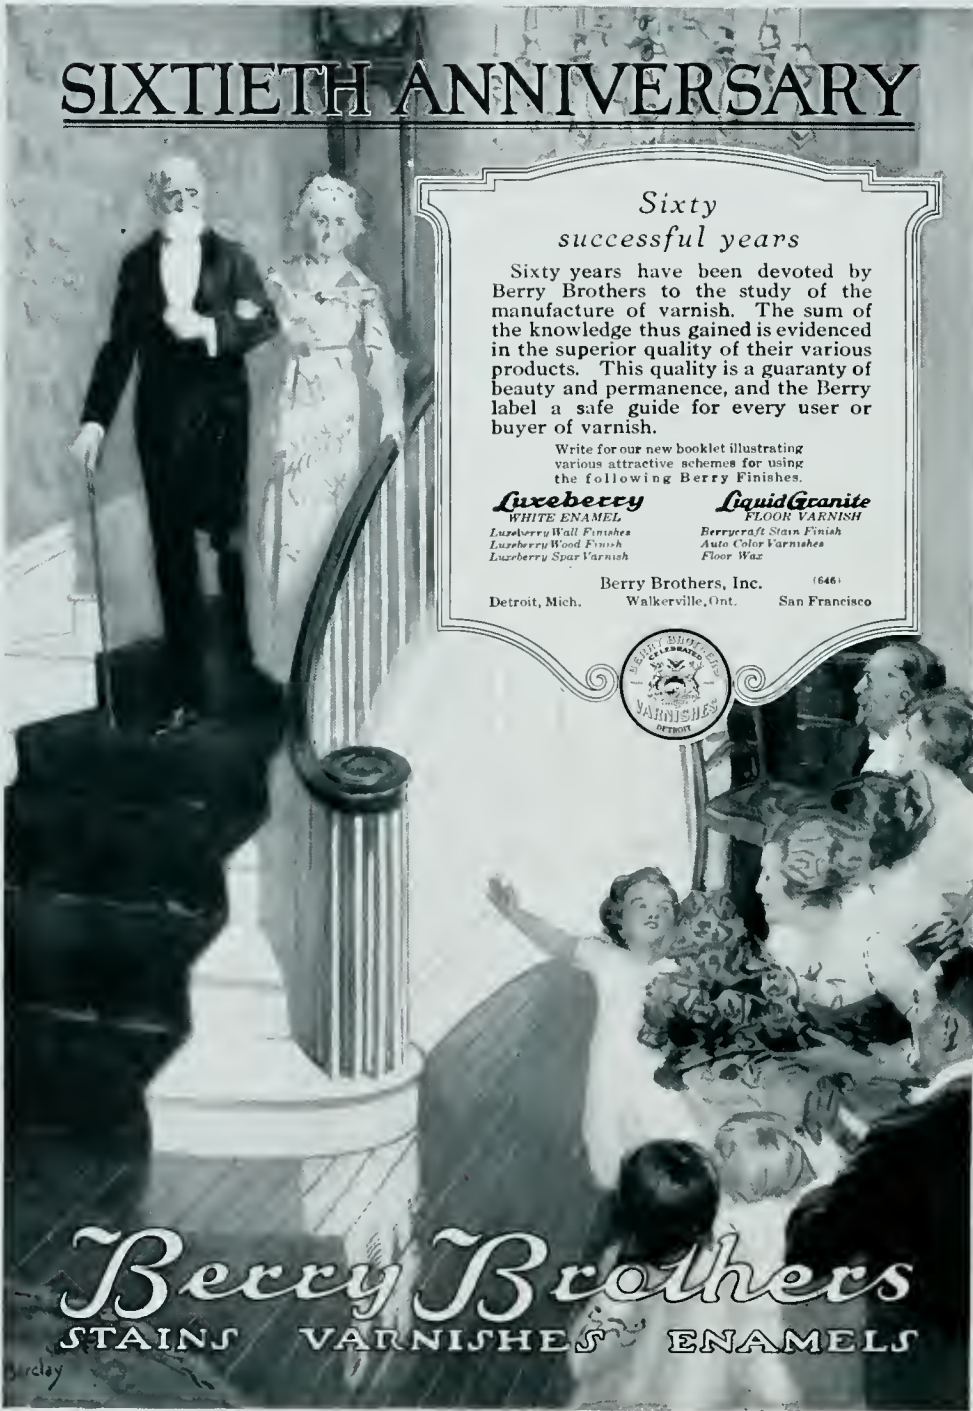 SIXTIETH ANNIVERSARY
Sixty
successful years
Sixty years have been devoted by
Berry Brothers to the study of the
manufacture of varnish. The sum of
the knowledge thus gained is evidenced
in the superior quality of their various
products. This quality is a guaranty of
beauty and permanence, and the Berry
label a safe guide for every user or
buyer of varnish.
Write for our new booklet illustrating
various attractive schemes for using
the following Berry Finishes.
Luxeberry
WHITE ENAMEL
Luxeberry Wall Finishes
Luxeberry Wood Finish
Luxeberry Spar Varnish
Liquid Granite
FLOOR VARNISH
Berrycraft Stain Finish
Auto Color Varnishes
Floor Wax
Berry Brothers, Inc. (646)
Detroit, Mich. Walkerville, Ont. San Francisco
BERRY BROTHERS
CELEBRATED
VARNISHES
DETROIT
Berry Brothers
STAINS VARNISHES ENAMELS
Barclay